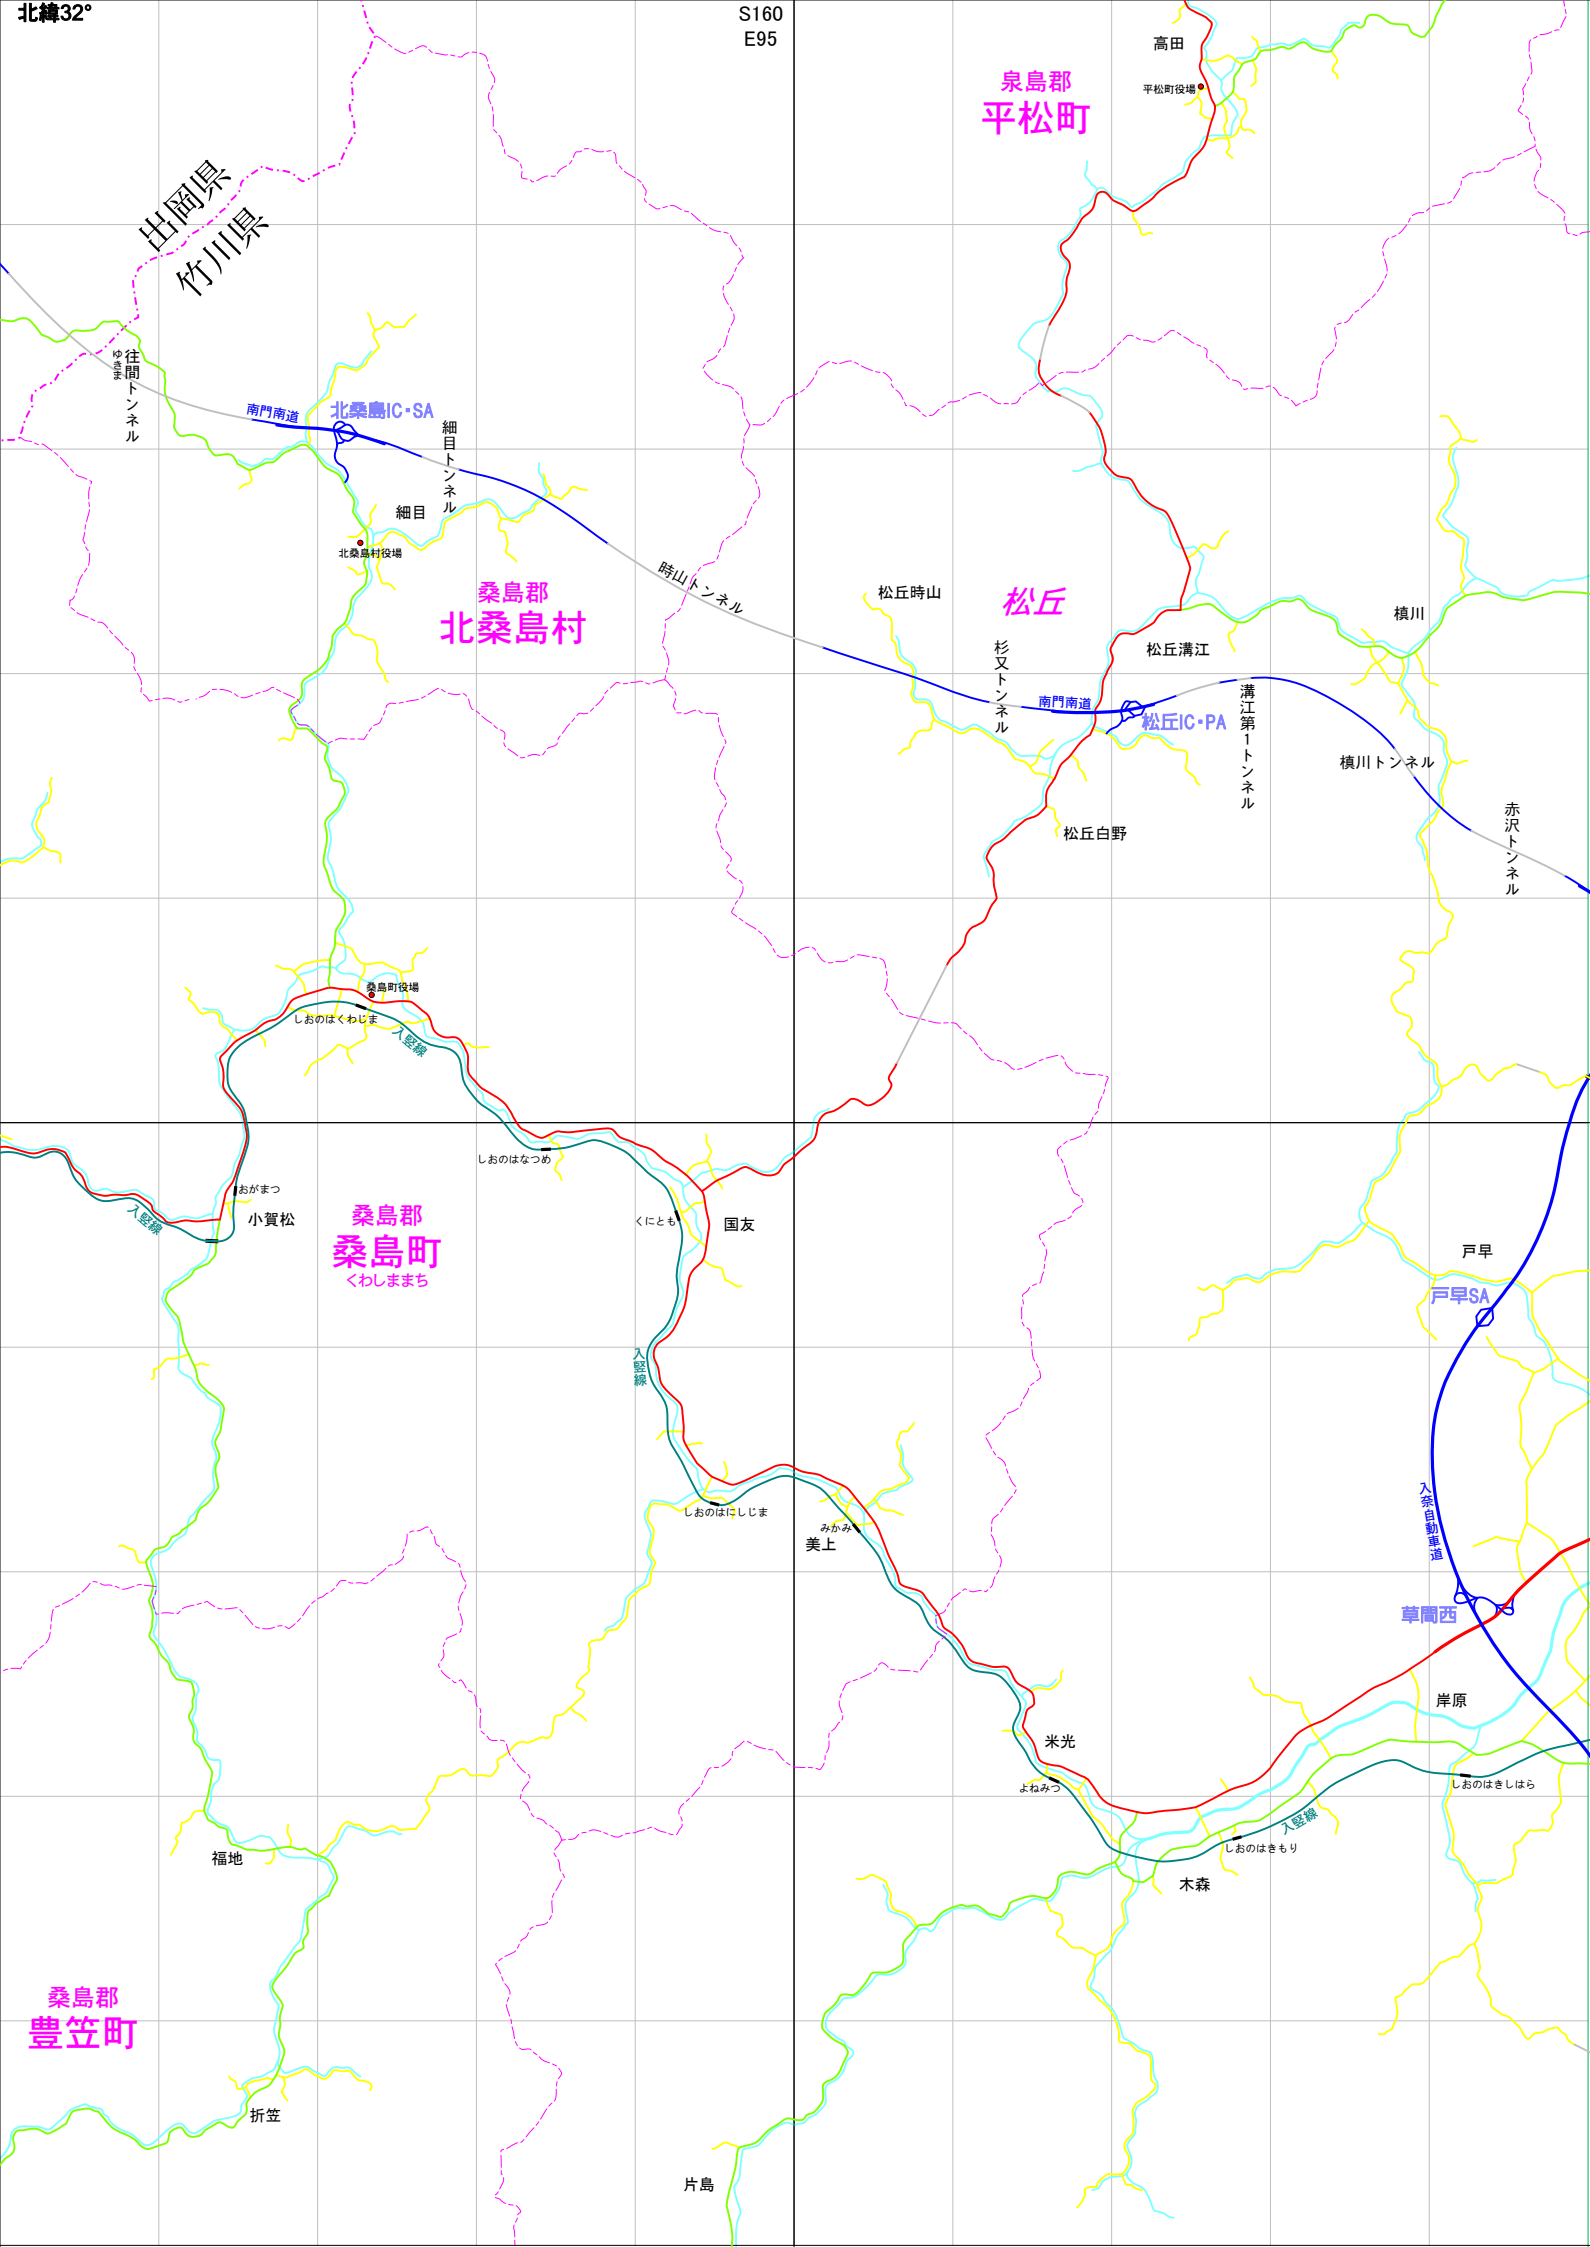 北緯32°
S160
E95
高田
泉島郡
平松町
平松町役場
出岡県
竹川県
往間トンネル
ゆきま
南門南道
北桑島IC・SA
細目トンネル
細目
北桑島村役場
桑島郡
北桑島村
時山トンネル
松丘時山
松丘
槙川
杉又トンネル
松丘溝江
南門南道
松丘IC・PA
溝江第1トンネル
槙川トンネル
松丘白野
赤沢トンネル
桑島町役場
しおのはくわじま
入竪線
しおのはなつめ
おがまつ
小賀松
入竪線
桑島郡
桑島町
くわしままち
くにとも
国友
戸早
戸早SA
入竪線
しおのはにしじま
みかみ
美上
入奈自動車道
草間西
岸原
米光
よねみつ
しおのはきしはら
入竪線
しおのはきもり
木森
福地
桑島郡
豊笠町
折笠
片島